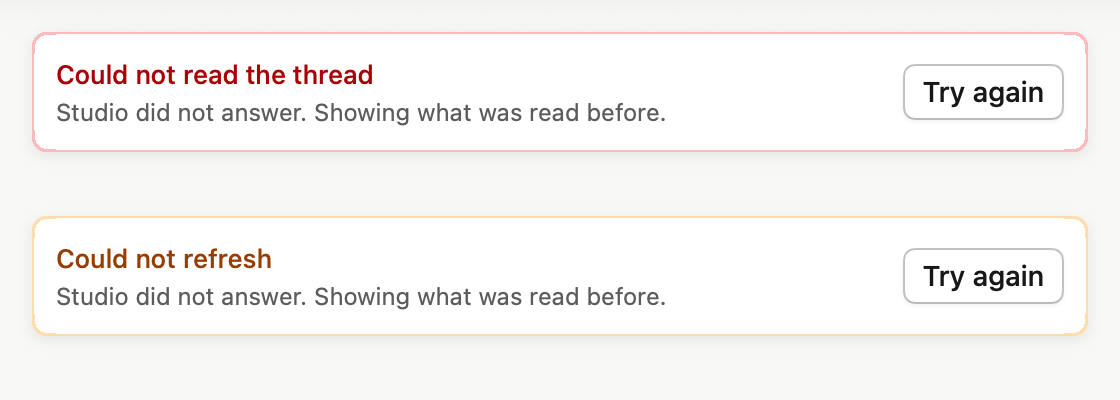 Could not read the thread
Studio did not answer. Showing what was read before.
Try again
Could not refresh
Studio did not answer. Showing what was read before.
Try again